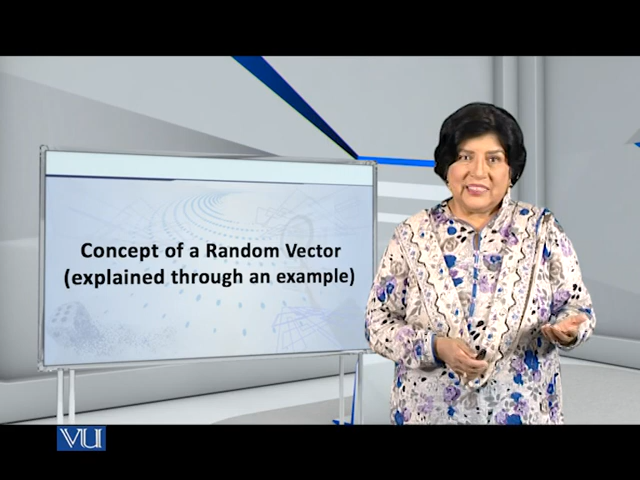 Concept of a Random Vector
(explained through an example)
VU